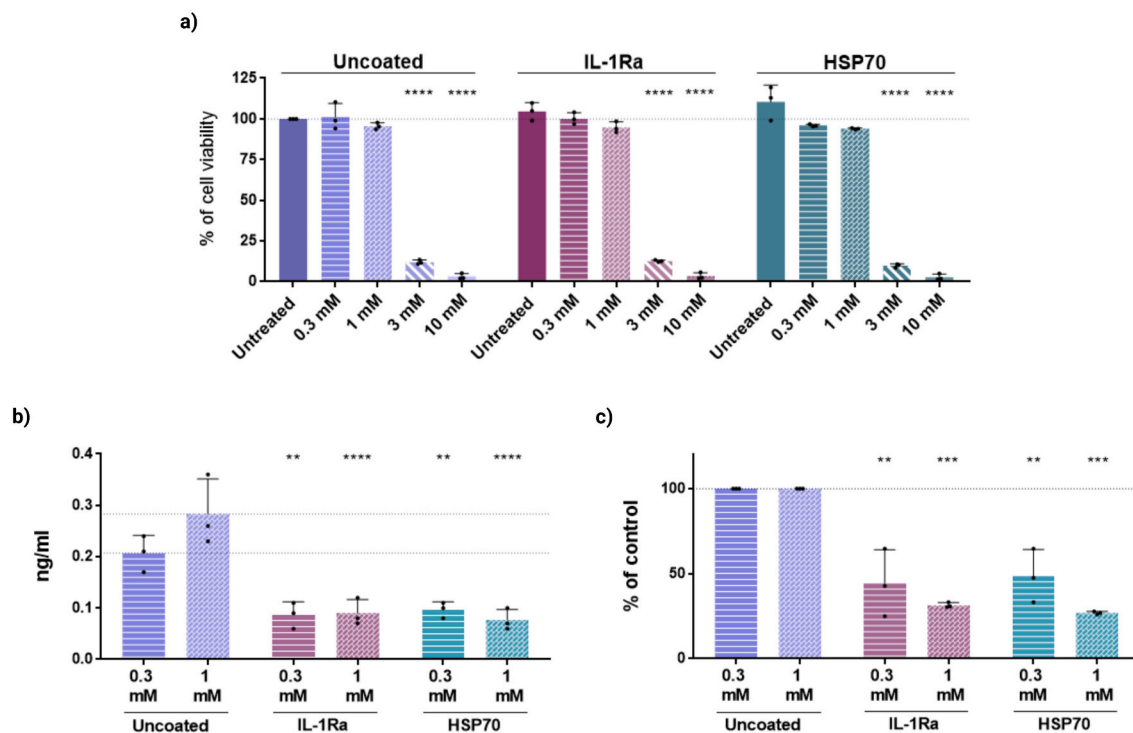 a)
Uncoated IL-1Ra HSP70
**** **** **** **** **** ****
125
100
75
50
25
0
% of cell viability
Untreated 0.3 mM 1 mM 3 mM 10 mM Untreated 0.3 mM 1 mM 3 mM 10 mM Untreated 0.3 mM 1 mM 3 mM 10 mM
b)
** **** ** ****
0.4
0.3
0.2
0.1
0.0
ng/ml
0.3 1 0.3 1 0.3 1
mM mM mM mM mM mM
Uncoated IL-1Ra HSP70
c)
** *** ** ***
100
50
0
% of control
0.3 1 0.3 1 0.3 1
mM mM mM mM mM mM
Uncoated IL-1Ra HSP70